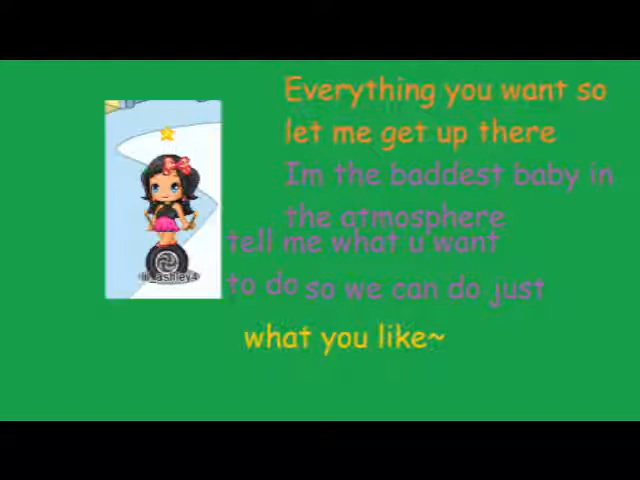 Everything you want so
let me get up there
Im the baddest baby in
the atmosphere
tell me what u want
to do so we can do just
what you like~